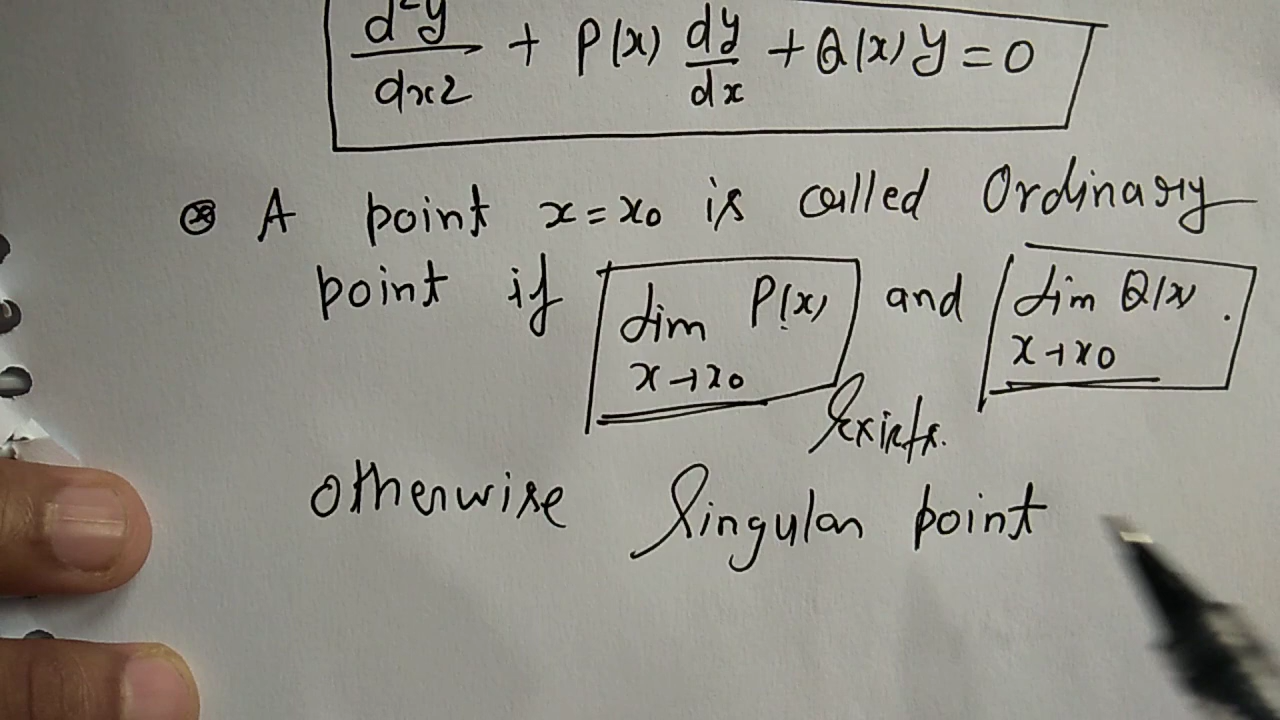 d²y/dx2 + P(x) dy/dx + Q(x) y = 0
A point x = x0 is called Ordinary
point if lim x→x0 P(x) and lim x→x0 Q(x).
exists.
otherwise Singular point